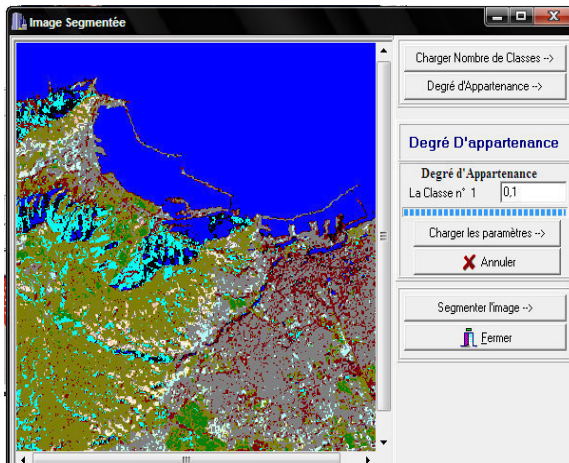 Image Segmentée
Charger Nombre de Classes -->
Degré d'Appartenance -->
Degré D'appartenance
Degré d'Appartenance
La Classe n° 1 0,1
Charger les paramètres -->
Annuler
Segmenter l'image -->
Fermer